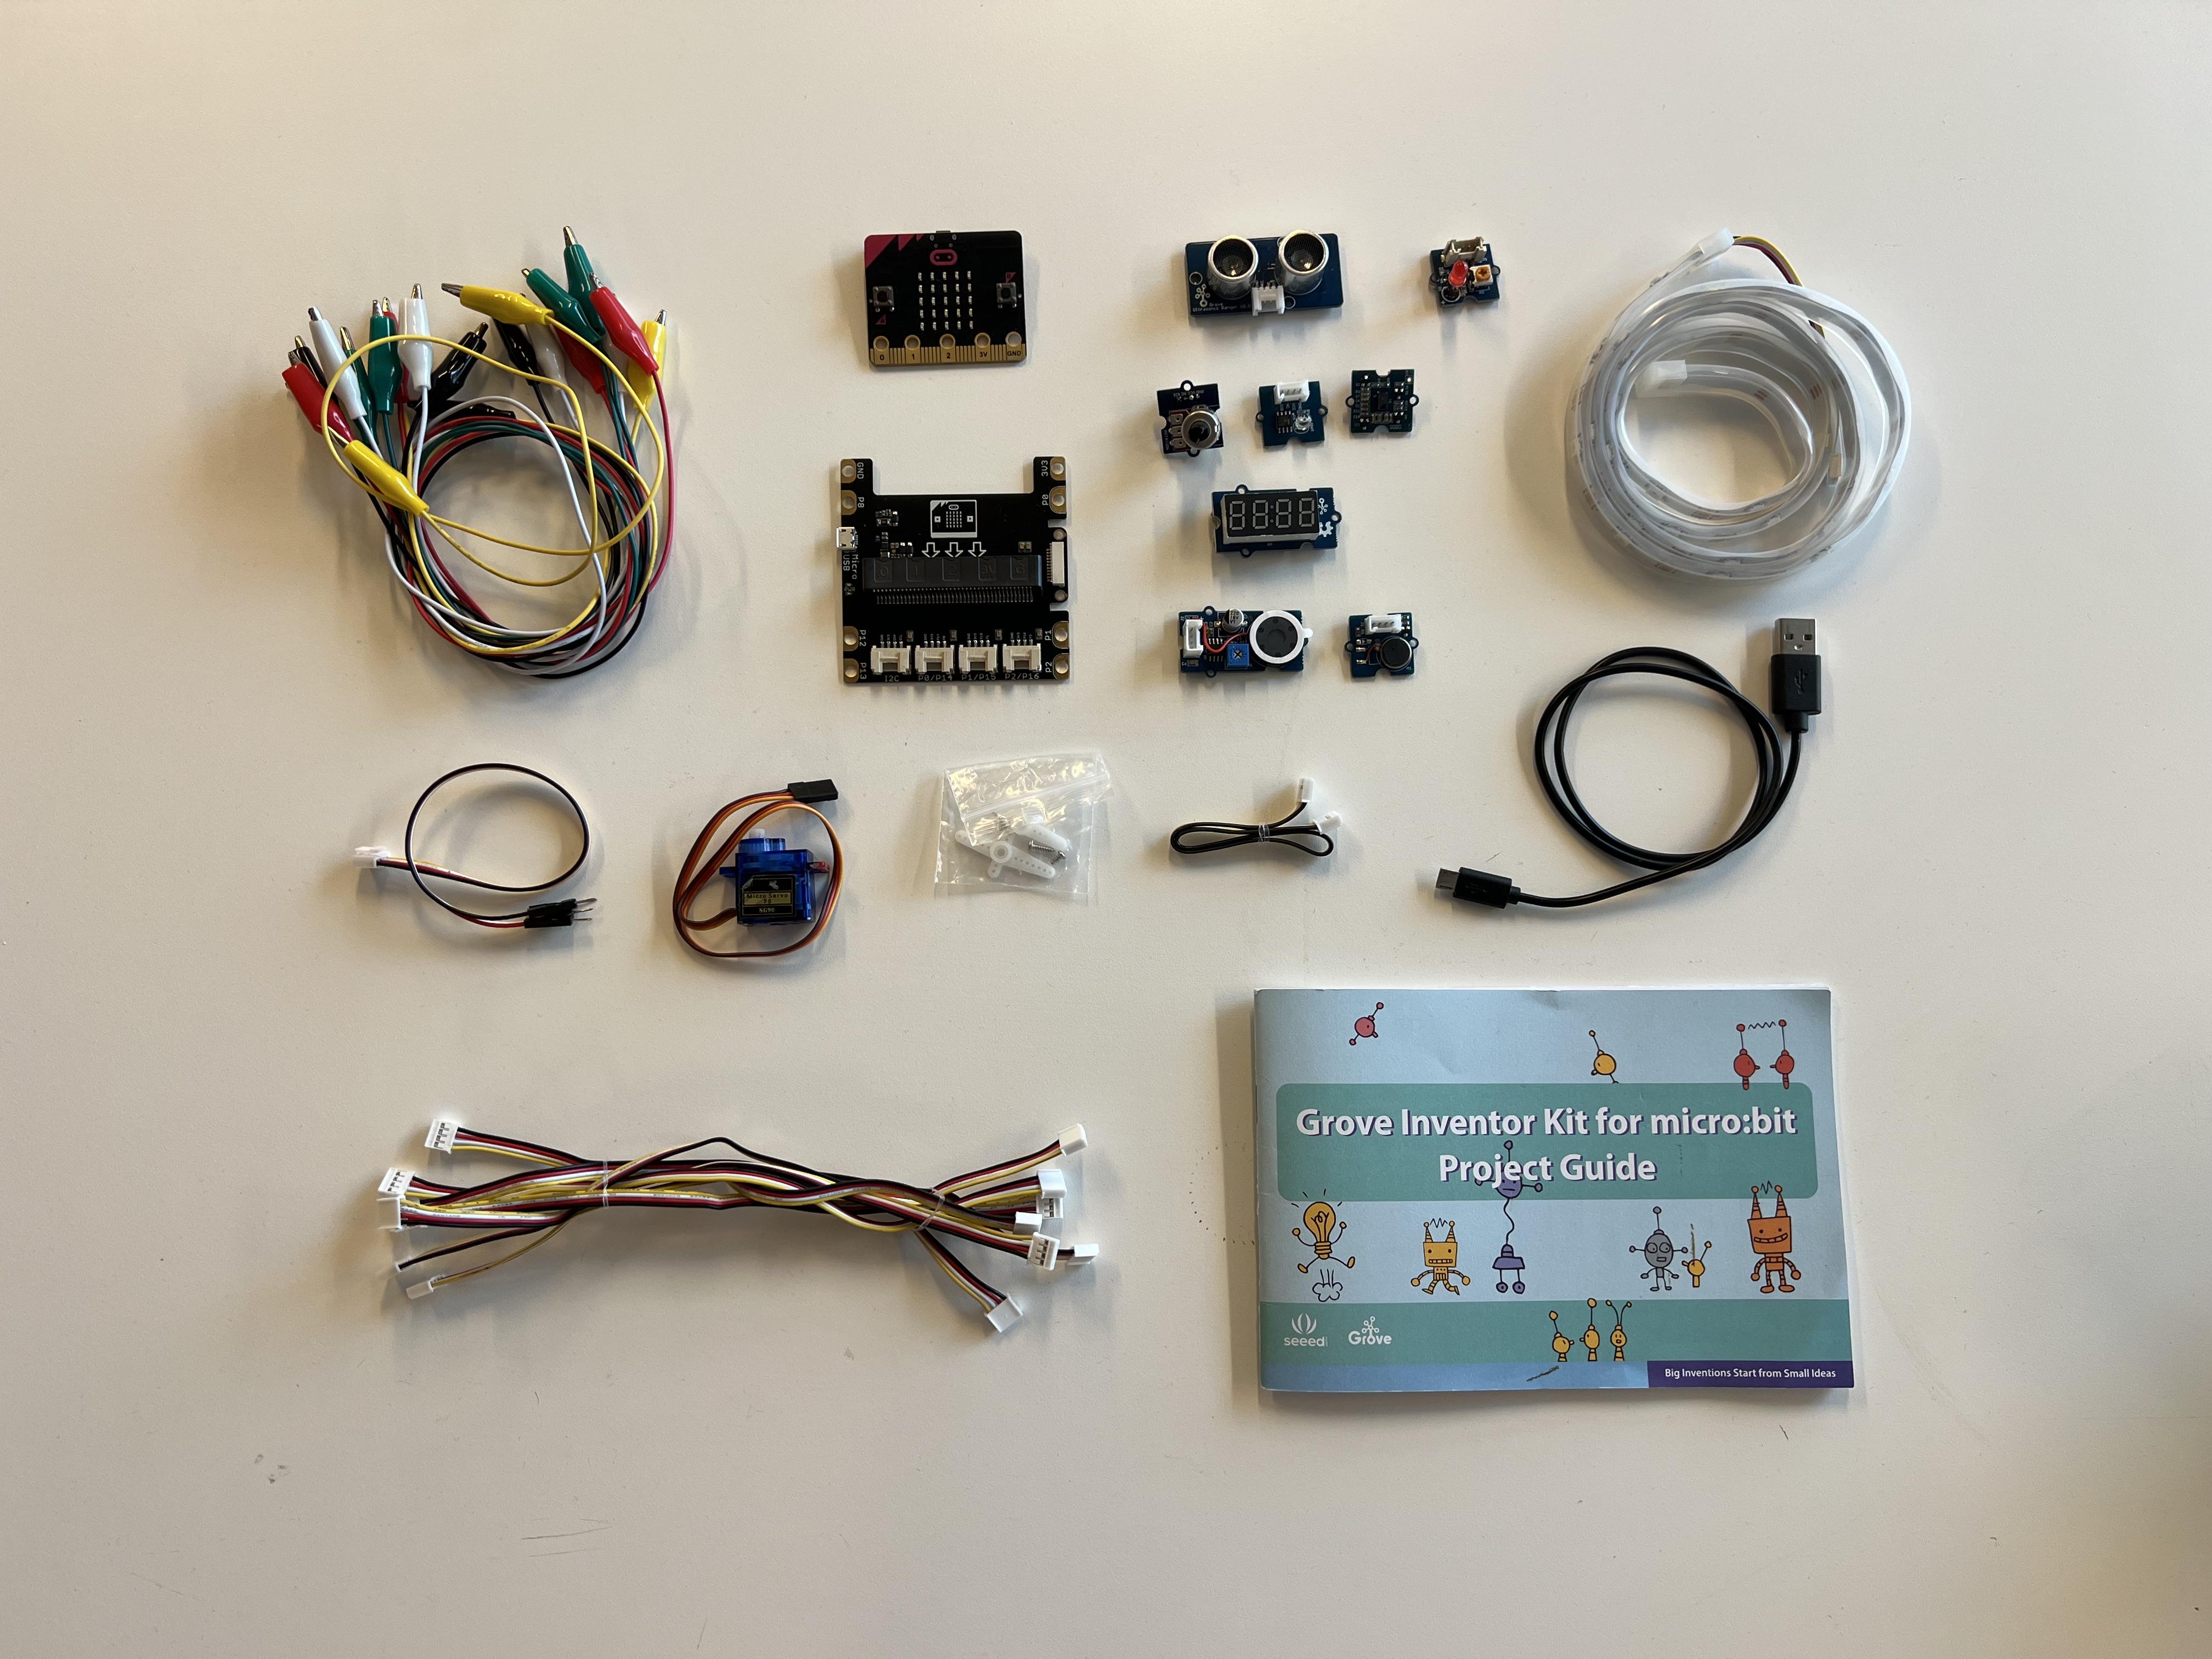 0 1 2 3V GND
Grove
GND
3V3
P8
P0
Micro
USB
P12
P1
P13
P2
I2C P0/P14 P1/P15 P2/P16
Micro Servo
SG90
Grove Inventor Kit for micro:bit
Project Guide
seeed
Grove
Big Inventions Start from Small Ideas